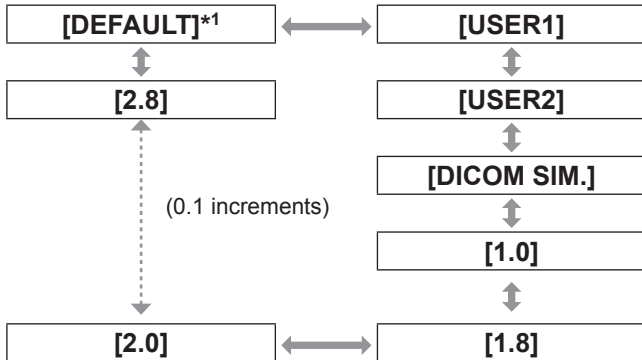 [DEFAULT]*1
[USER1]
[2.8]
[USER2]
[DICOM SIM.]
(0.1 increments)
[1.0]
[2.0]
[1.8]